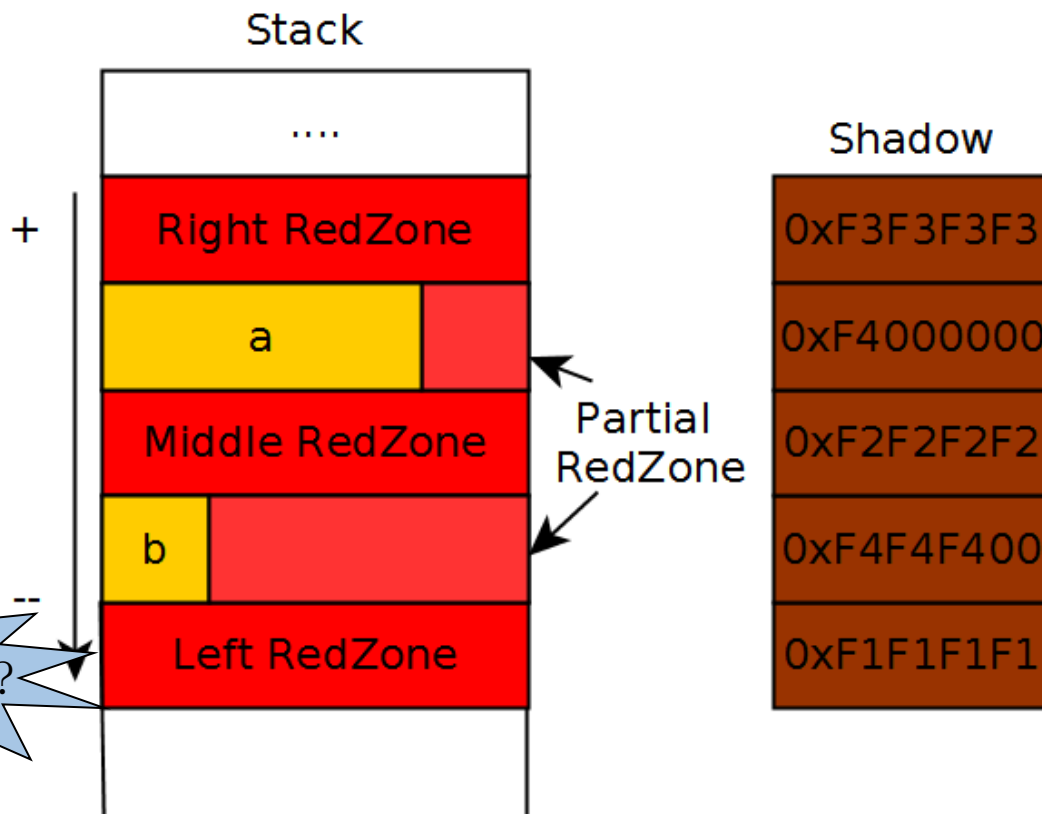 Stack
....
Shadow
+
Right RedZone
0xF3F3F3F3
a
0xF4000000
Partial
RedZone
Middle RedZone
0xF2F2F2F2
b
0xF4F4F400
--
?
Left RedZone
0xF1F1F1F1